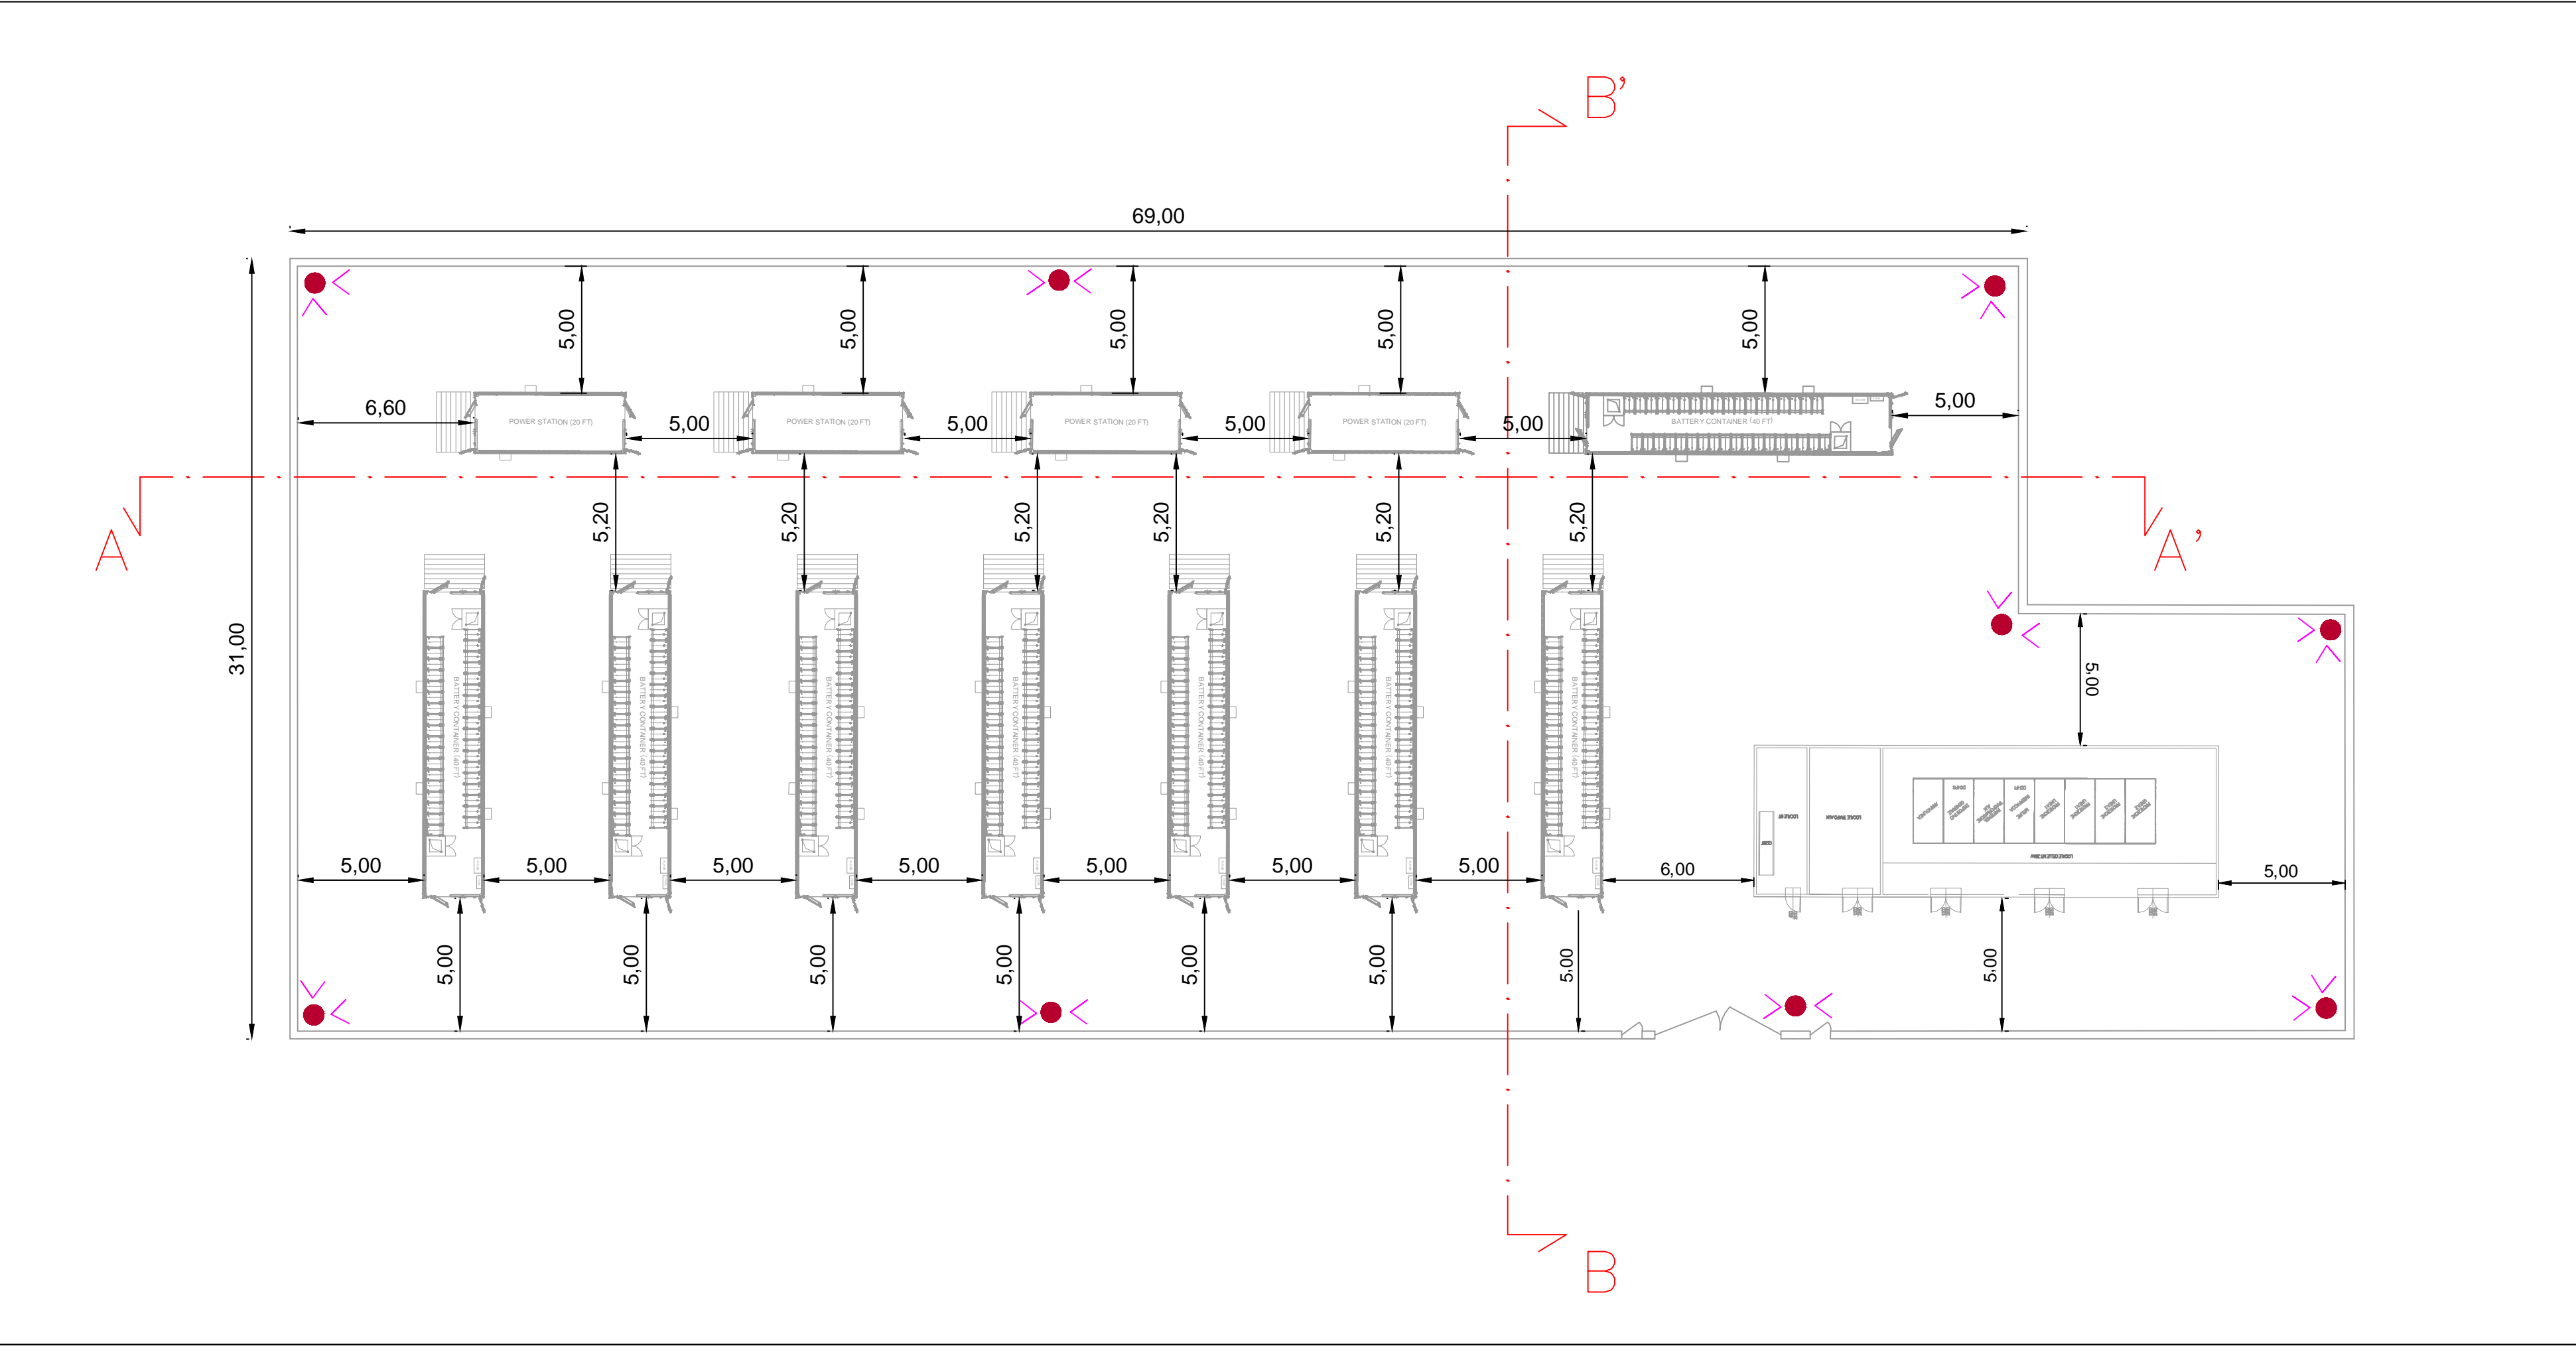 B'
69,00
5,00
5,00
5,00
5,00
5,00
6,60
POWER STATION (20 FT)
5,00
POWER STATION (20 FT)
5,00
POWER STATION (20 FT)
5,00
POWER STATION (20 FT)
5,00
BATTERY CONTAINER (40 FT)
5,00
A
5,20
5,20
5,20
5,20
5,20
5,20
A'
31,00
5,00
BATTERY CONTAINER (40 FT)
BATTERY CONTAINER (40 FT)
BATTERY CONTAINER (40 FT)
BATTERY CONTAINER (40 FT)
BATTERY CONTAINER (40 FT)
BATTERY CONTAINER (40 FT)
BATTERY CONTAINER (40 FT)
LOCALE BT
LOCALE TRAFO AUX
QGBT
5,00
5,00
5,00
5,00
5,00
5,00
5,00
6,00
5,00
5,00
5,00
5,00
5,00
5,00
5,00
5,00
5,00
B